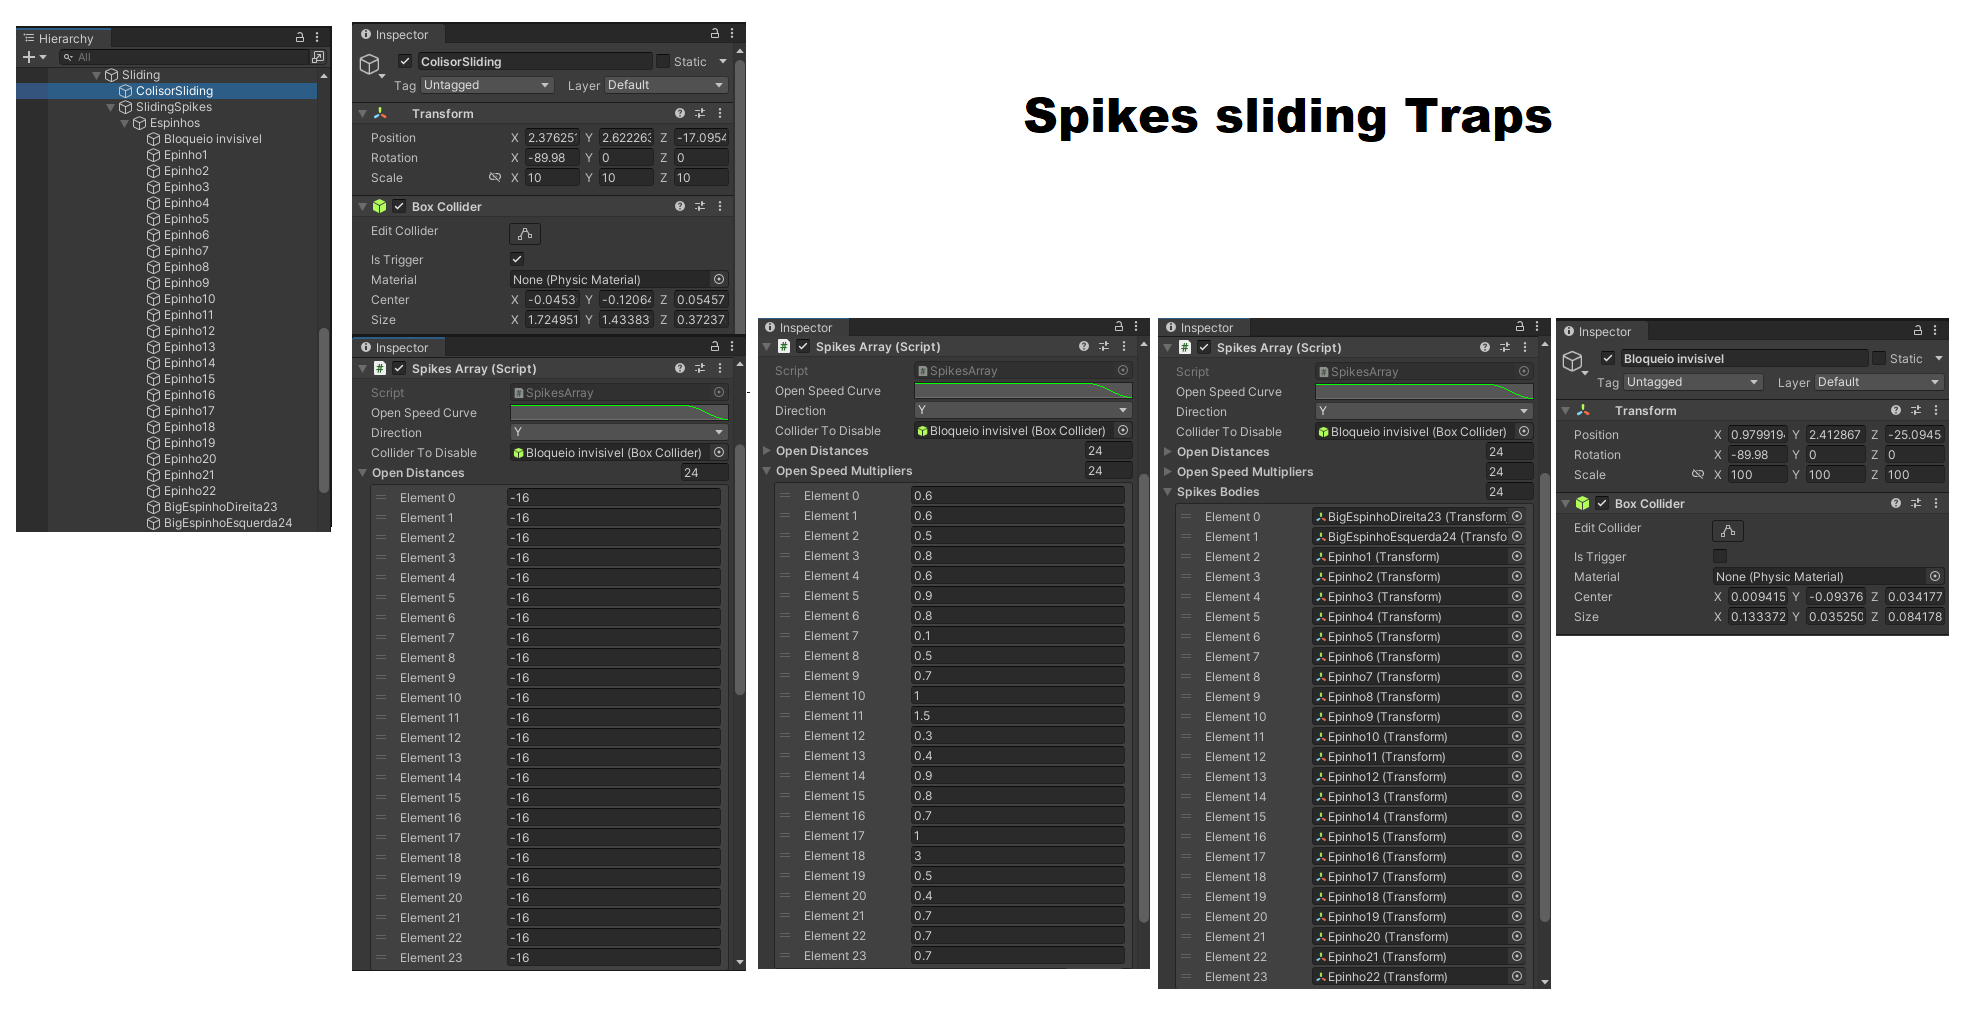 Spikes sliding Traps
Hierarchy
All
Sliding
ColisorSliding
SlidingSpikes
Espinhos
Bloqueio invisivel
Epinho1
Epinho2
Epinho3
Epinho4
Epinho5
Epinho6
Epinho7
Epinho8
Epinho9
Epinho10
Epinho11
Epinho12
Epinho13
Epinho14
Epinho15
Epinho16
Epinho17
Epinho18
Epinho19
Epinho20
Epinho21
Epinho22
BigEspinhoDireita23
BigEspinhoEsquerda24
Inspector
ColisorSliding Static
Tag Untagged Layer Default
Transform
Position X 2.37625 Y 2.622263 Z -17.0954
Rotation X -89.98 Y 0 Z 0
Scale X 10 Y 10 Z 10
Box Collider
Edit Collider
Is Trigger
Material None (Physic Material)
Center X -0.0453 Y -0.12064 Z 0.05457
Size X 1.724951 Y 1.43383 Z 0.37237
Inspector
Spikes Array (Script)
Script SpikesArray
Open Speed Curve
Direction Y
Collider To Disable Bloqueio invisivel (Box Collider)
Open Distances 24
Element 0 -16
Element 1 -16
Element 2 -16
Element 3 -16
Element 4 -16
Element 5 -16
Element 6 -16
Element 7 -16
Element 8 -16
Element 9 -16
Element 10 -16
Element 11 -16
Element 12 -16
Element 13 -16
Element 14 -16
Element 15 -16
Element 16 -16
Element 17 -16
Element 18 -16
Element 19 -16
Element 20 -16
Element 21 -16
Element 22 -16
Element 23 -16
Inspector
Spikes Array (Script)
Script SpikesArray
Open Speed Curve
Direction Y
Collider To Disable Bloqueio invisivel (Box Collider)
Open Distances 24
Open Speed Multipliers 24
Element 0 0.6
Element 1 0.6
Element 2 0.5
Element 3 0.8
Element 4 0.6
Element 5 0.9
Element 6 0.8
Element 7 0.1
Element 8 0.5
Element 9 0.7
Element 10 1
Element 11 1.5
Element 12 0.3
Element 13 0.4
Element 14 0.9
Element 15 0.8
Element 16 0.7
Element 17 1
Element 18 3
Element 19 0.5
Element 20 0.4
Element 21 0.7
Element 22 0.7
Element 23 0.7
Inspector
Spikes Array (Script)
Script SpikesArray
Open Speed Curve
Direction Y
Collider To Disable Bloqueio invisivel (Box Collider)
Open Distances 24
Open Speed Multipliers 24
Spikes Bodies 24
Element 0 BigEspinhoDireita23 (Transform
Element 1 BigEspinhoEsquerda24 (Transfo
Element 2 Epinho1 (Transform)
Element 3 Epinho2 (Transform)
Element 4 Epinho3 (Transform)
Element 5 Epinho4 (Transform)
Element 6 Epinho5 (Transform)
Element 7 Epinho6 (Transform)
Element 8 Epinho7 (Transform)
Element 9 Epinho8 (Transform)
Element 10 Epinho9 (Transform)
Element 11 Epinho10 (Transform)
Element 12 Epinho11 (Transform)
Element 13 Epinho12 (Transform)
Element 14 Epinho13 (Transform)
Element 15 Epinho14 (Transform)
Element 16 Epinho15 (Transform)
Element 17 Epinho16 (Transform)
Element 18 Epinho17 (Transform)
Element 19 Epinho18 (Transform)
Element 20 Epinho19 (Transform)
Element 21 Epinho20 (Transform)
Element 22 Epinho21 (Transform)
Element 23 Epinho22 (Transform)
Inspector
Bloqueio invisivel Static
Tag Untagged Layer Default
Transform
Position X 0.979919 Y 2.412867 Z -25.0945
Rotation X -89.98 Y 0 Z 0
Scale X 100 Y 100 Z 100
Box Collider
Edit Collider
Is Trigger
Material None (Physic Material)
Center X 0.009415 Y -0.09376 Z 0.034177
Size X 0.133372 Y 0.035250 Z 0.084178